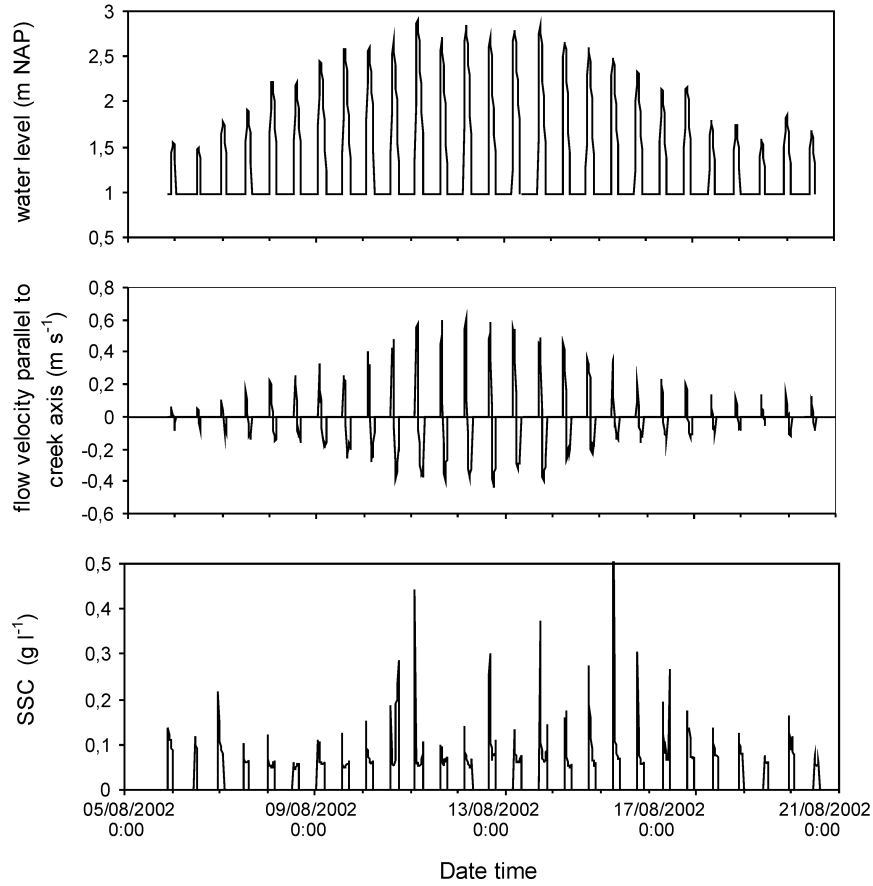 water level (m NAP)
3
2,5
2
1,5
1
0,5
flow velocity parallel to
creek axis (m s-1)
0,8
0,6
0,4
0,2
0
-0,2
-0,4
-0,6
SSC (g l-1)
0,5
0,4
0,3
0,2
0,1
0
05/08/2002 09/08/2002 13/08/2002 17/08/2002 21/08/2002
0:00 0:00 0:00 0:00 0:00
Date time